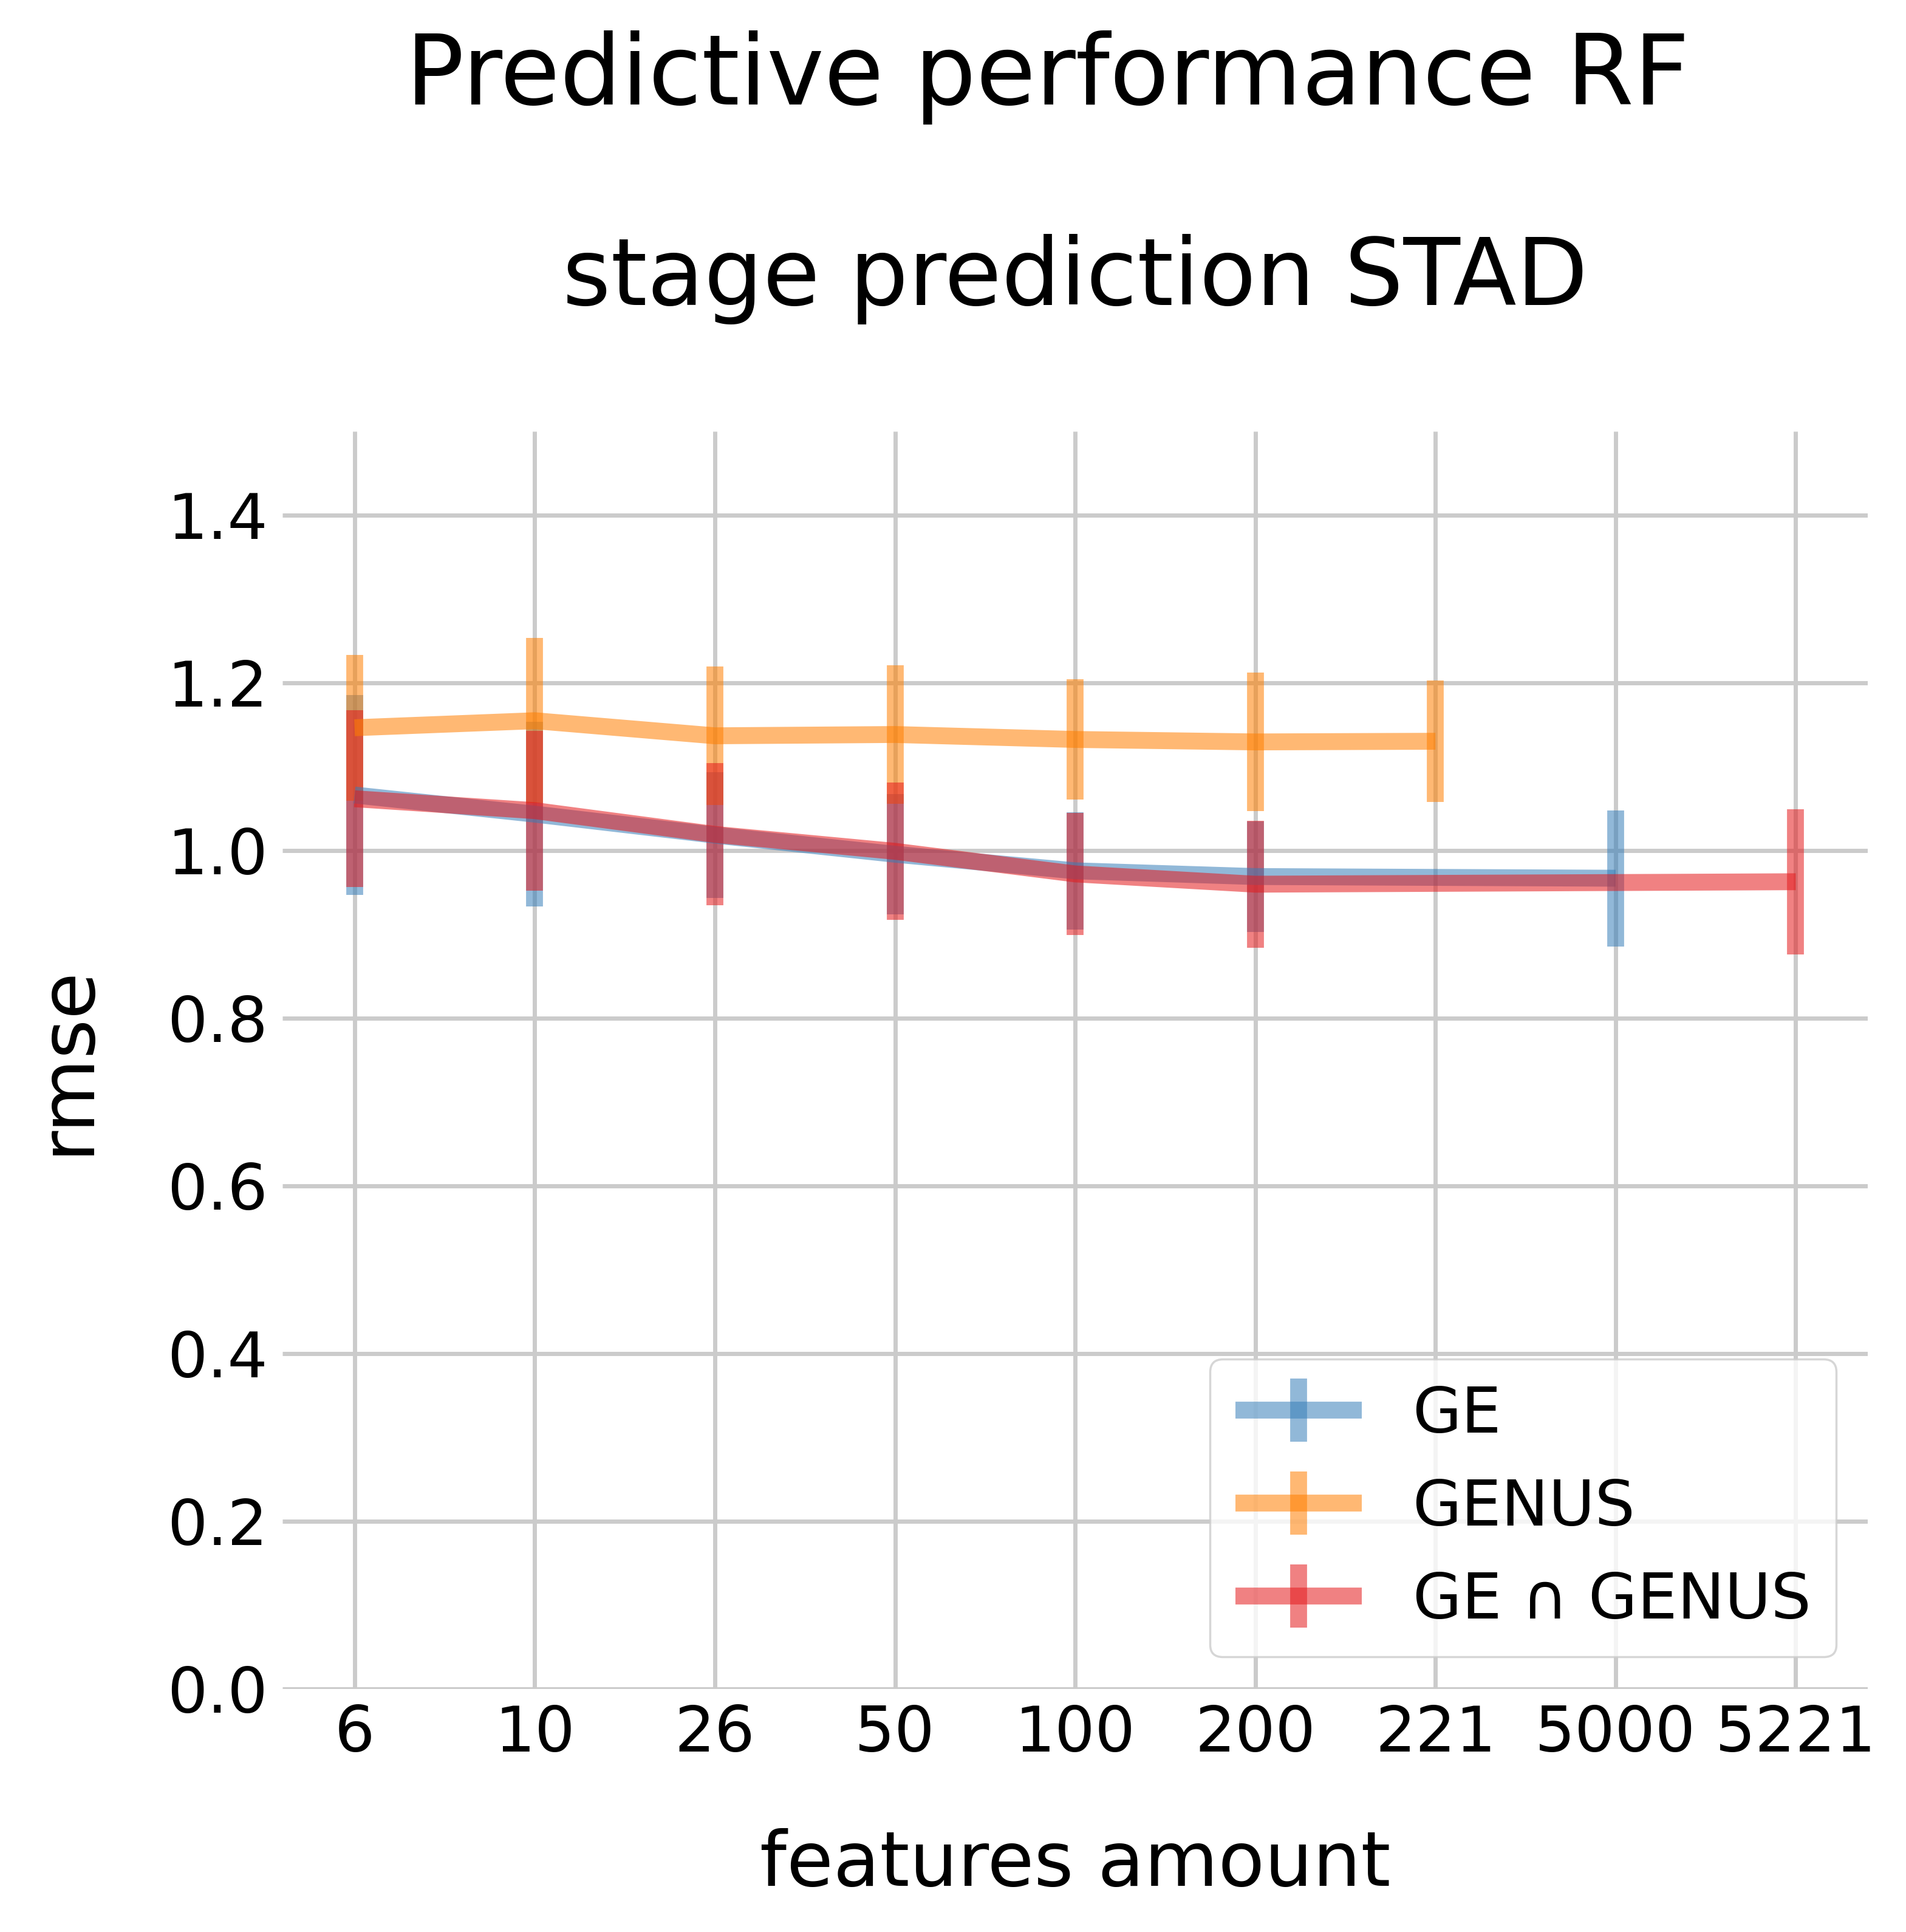 Predictive performance RF
stage prediction STAD
1.4
1.2
1.0
0.8
0.6
0.4
0.2
0.0
rmse
6 10 26 50 100 200 221 5000 5221
features amount
GE
GENUS
GE ∩ GENUS